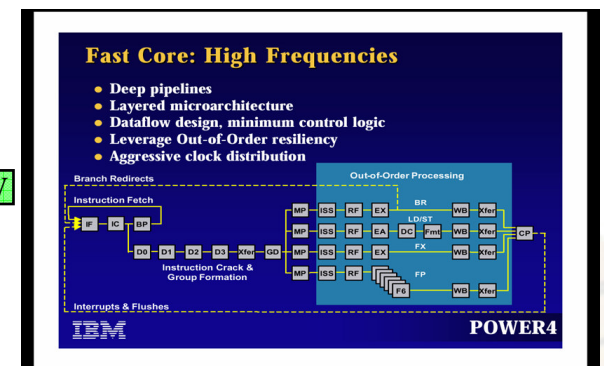 Fast Core: High Frequencies
Deep pipelines
Layered microarchitecture
Dataflow design, minimum control logic
Leverage Out-of-Order resiliency
Aggressive clock distribution
Branch Redirects
Out-of-Order Processing
Instruction Fetch
IF IC BP
MP ISS RF EX BR WB Xfer
LD/ST
MP ISS RF EA DC Fmt WB Xfer CP
D0 D1 D2 D3 Xfer GD MP ISS RF EX FX WB Xfer
Instruction Crack &
Group Formation
MP ISS RF F6 FP WB Xfer
Interrupts & Flushes
IBM
POWER4